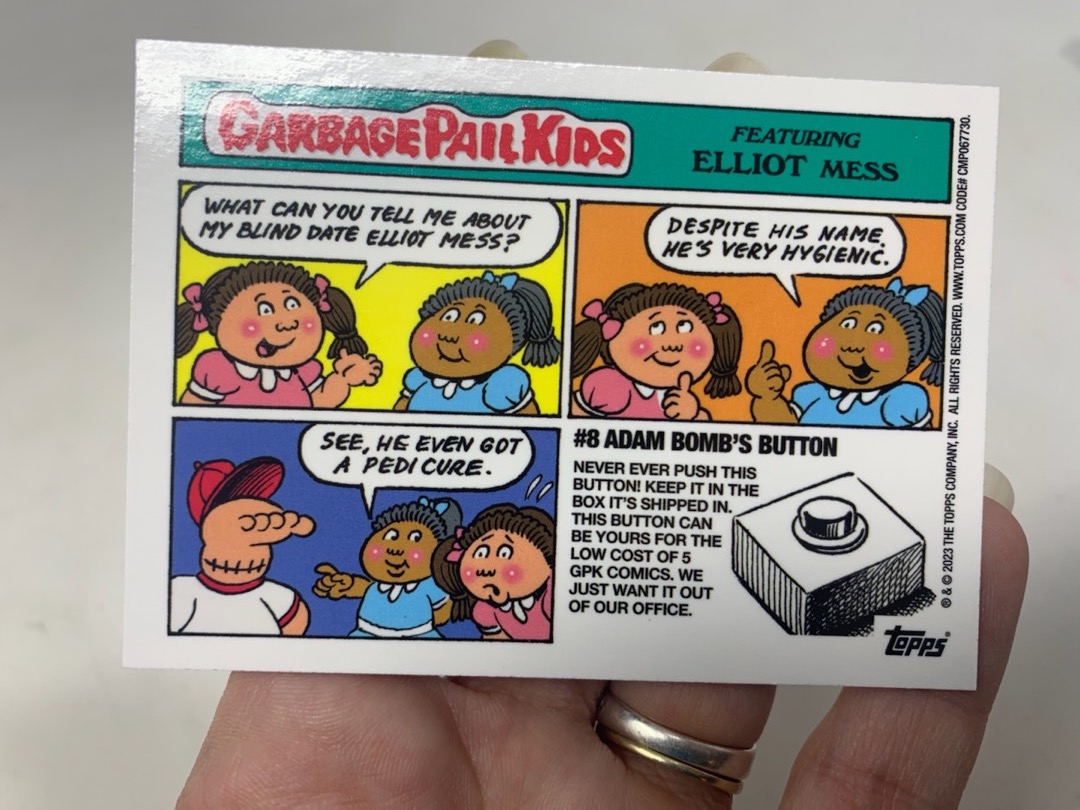 GARBAGE PAIL KIDS
FEATURING
ELLIOT MESS
WHAT CAN YOU TELL ME ABOUT
MY BLIND DATE ELLIOT MESS?
DESPITE HIS NAME,
HE'S VERY HYGIENIC.
SEE, HE EVEN GOT
A PEDICURE.
#8 ADAM BOMB'S BUTTON
NEVER EVER PUSH THIS
BUTTON! KEEP IT IN THE
BOX IT'S SHIPPED IN.
THIS BUTTON CAN
BE YOURS FOR THE
LOW COST OF 5
GPK COMICS. WE
JUST WANT IT OUT
OF OUR OFFICE.
topps®
® & © 2023 THE TOPPS COMPANY, INC. ALL RIGHTS RESERVED. WWW.TOPPS.COM CODE# CMP067730.